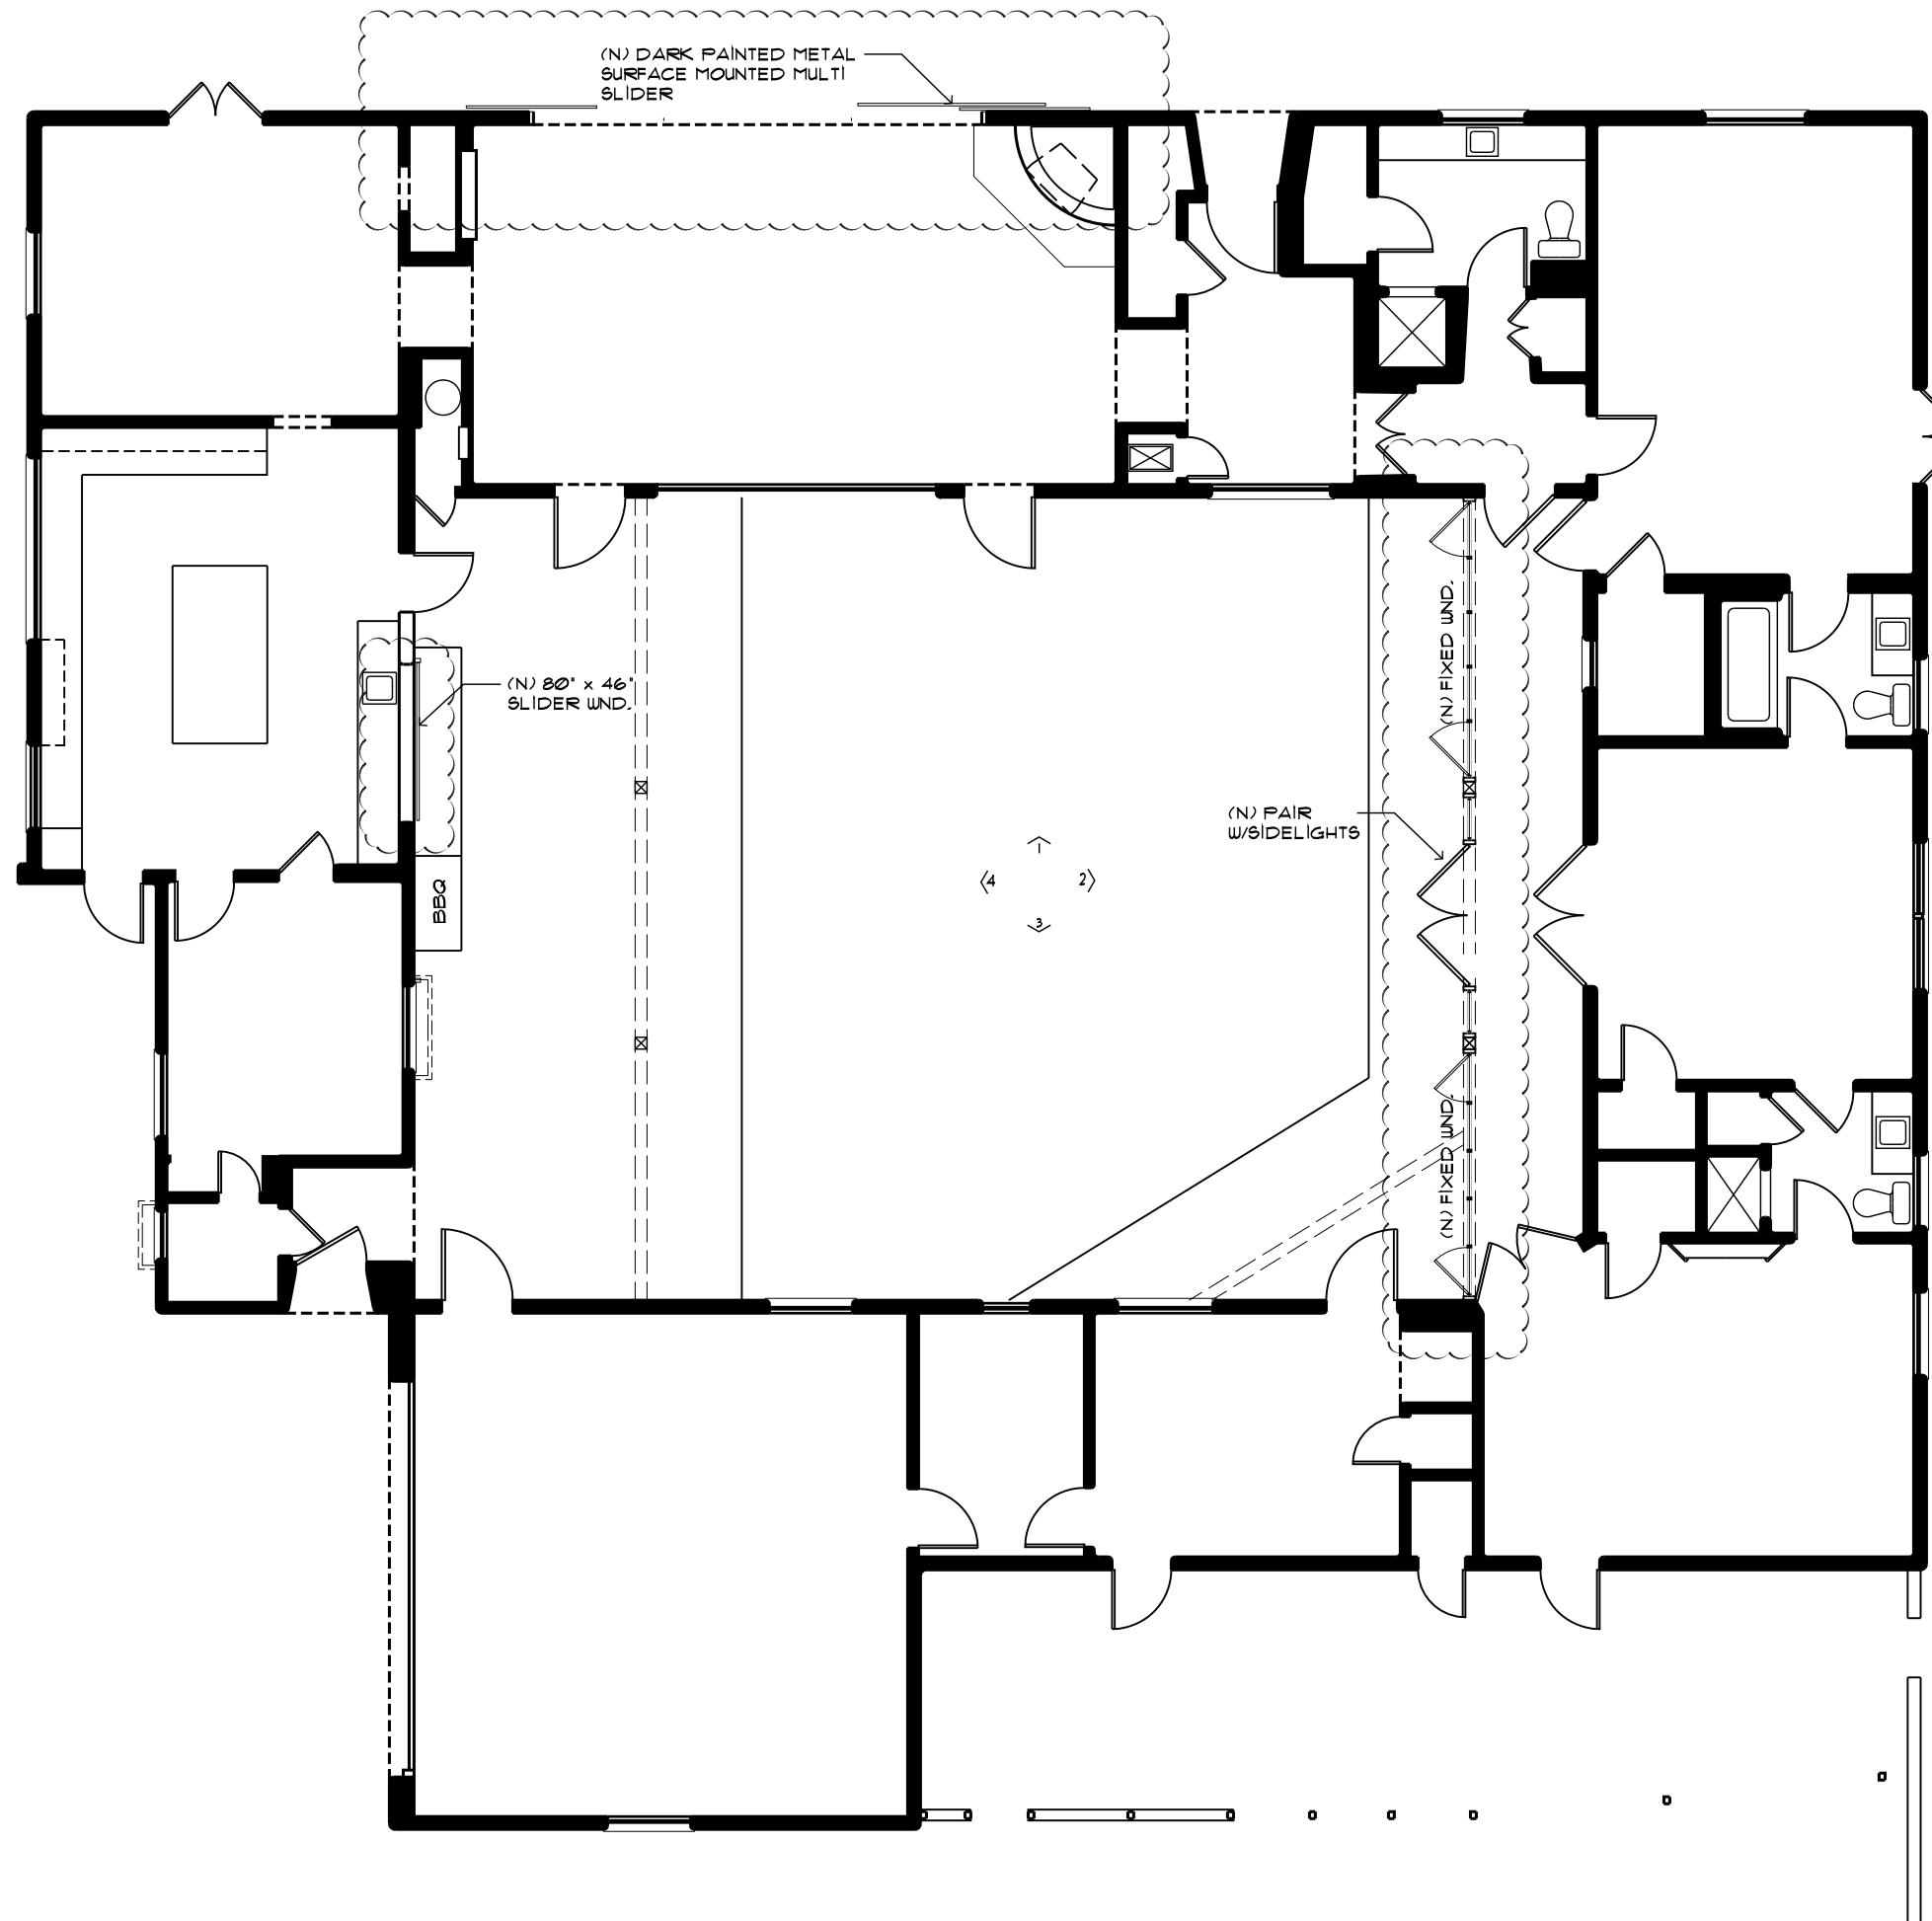 (N) DARK PAINTED METAL
SURFACE MOUNTED MULTI
SLIDER
(N) FIXED WND.
(N) 80" x 46"
SLIDER WND.
(N) PAIR
W/SIDELIGHTS
1
4
2
3
BBQ
(N) FIXED WND.